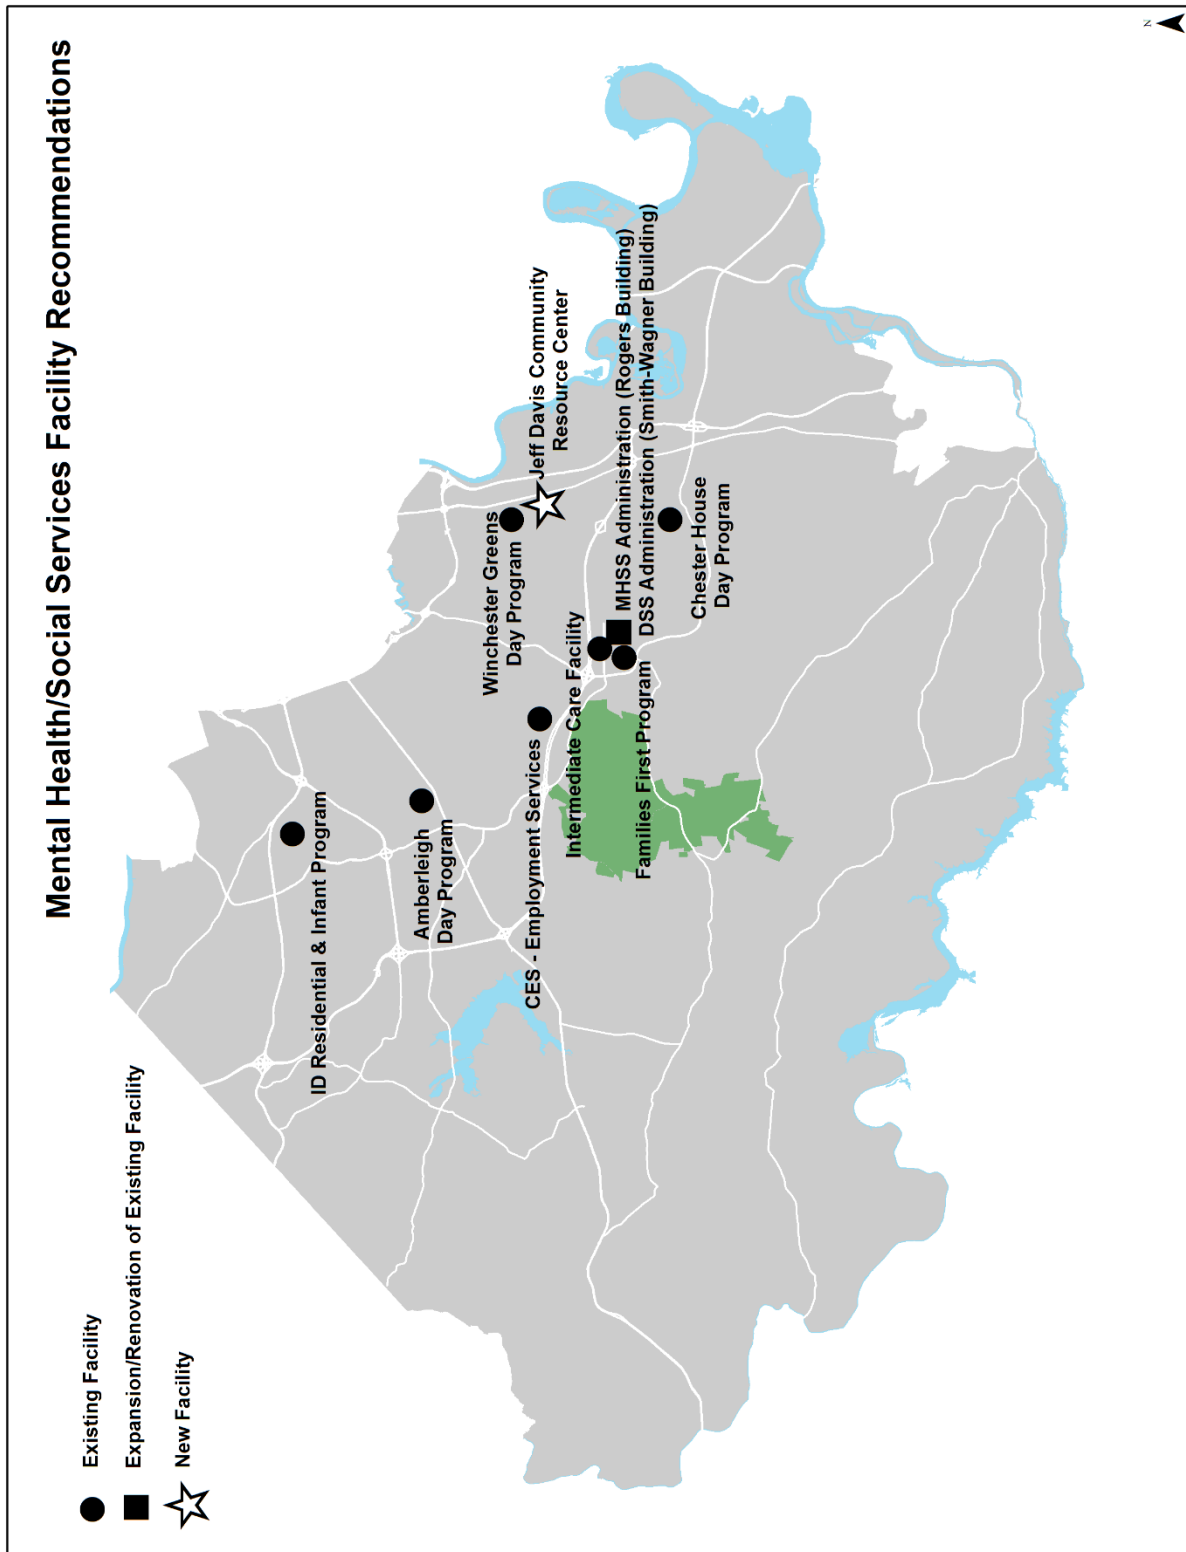 Mental Health/Social Services Facility Recommendations
Existing Facility
Expansion/Renovation of Existing Facility
New Facility
ID Residential & Infant Program
Amberleigh
Day Program
Winchester Greens
Day Program
Jeff Davis Community
Resource Center
CES - Employment Services
Intermediate Care Facility
MHSS Administration (Rogers Building)
DSS Administration (Smith-Wagner Building)
Families First Program
Chester House
Day Program
N